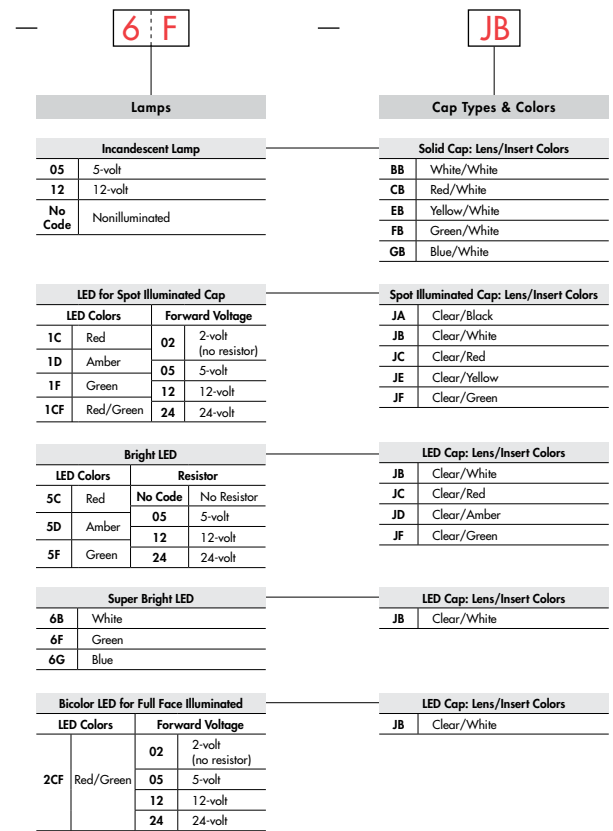 — 6 F — JB
Lamps
Cap Types & Colors
Incandescent Lamp
05 5-volt
12 12-volt
No Code Nonilluminated
Solid Cap: Lens/Insert Colors
BB White/White
CB Red/White
EB Yellow/White
FB Green/White
GB Blue/White
LED for Spot Illuminated Cap
LED Colors Forward Voltage
1C Red
1D Amber
1F Green
1CF Red/Green
02 2-volt
(no resistor)
05 5-volt
12 12-volt
24 24-volt
Spot Illuminated Cap: Lens/Insert Colors
JA Clear/Black
JB Clear/White
JC Clear/Red
JE Clear/Yellow
JF Clear/Green
Bright LED
LED Colors Resistor
5C Red
5D Amber
5F Green
No Code No Resistor
05 5-volt
12 12-volt
24 24-volt
LED Cap: Lens/Insert Colors
JB Clear/White
JC Clear/Red
JD Clear/Amber
JF Clear/Green
Super Bright LED
6B White
6F Green
6G Blue
LED Cap: Lens/Insert Colors
JB Clear/White
Bicolor LED for Full Face Illuminated
LED Colors Forward Voltage
2CF Red/Green
02 2-volt
(no resistor)
05 5-volt
12 12-volt
24 24-volt
LED Cap: Lens/Insert Colors
JB Clear/White